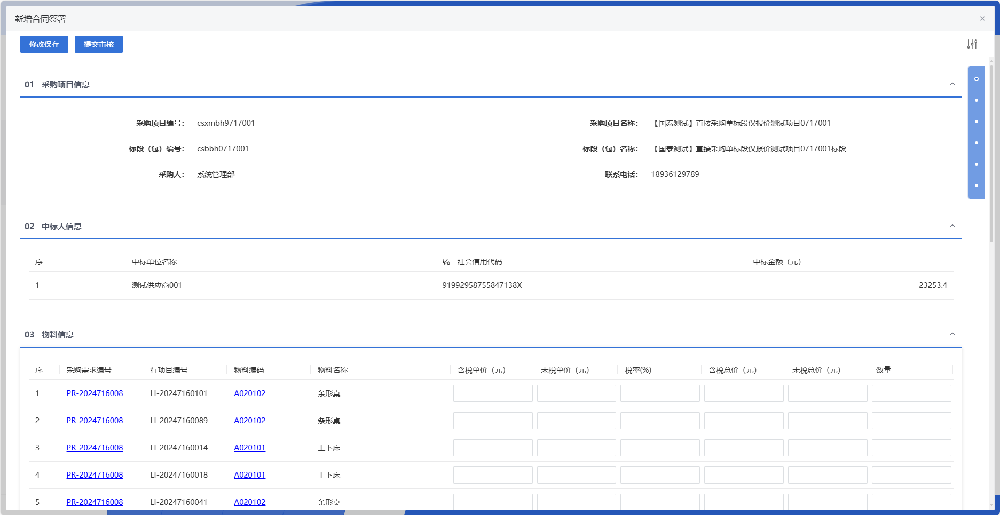 新增合同签署
修改保存 提交审核
01 采购项目信息
采购项目编号： csxmbh9717001 采购项目名称： 【国泰测试】直接采购单标段仅报价测试项目0717001
标段（包）编号： csbbh0717001 标段（包）名称： 【国泰测试】直接采购单标段仅报价测试项目0717001标段一
采购人： 系统管理部 联系电话： 18936129789
02 中标人信息
序 中标单位名称 统一社会信用代码 中标金额（元）
1 测试供应商001 91992958755847138X 23253.4
03 物料信息
序 采购需求编号 行项目编号 物料编码 物料名称 含税单价（元） 未税单价（元） 税率(%) 含税总价（元） 未税总价（元） 数量
1 PR-2024716008 LI-20247160101 A020102 条形桌
2 PR-2024716008 LI-20247160089 A020102 条形桌
3 PR-2024716008 LI-20247160014 A020101 上下床
4 PR-2024716008 LI-20247160018 A020101 上下床
5 PR-2024716008 LI-20247160041 A020102 条形桌